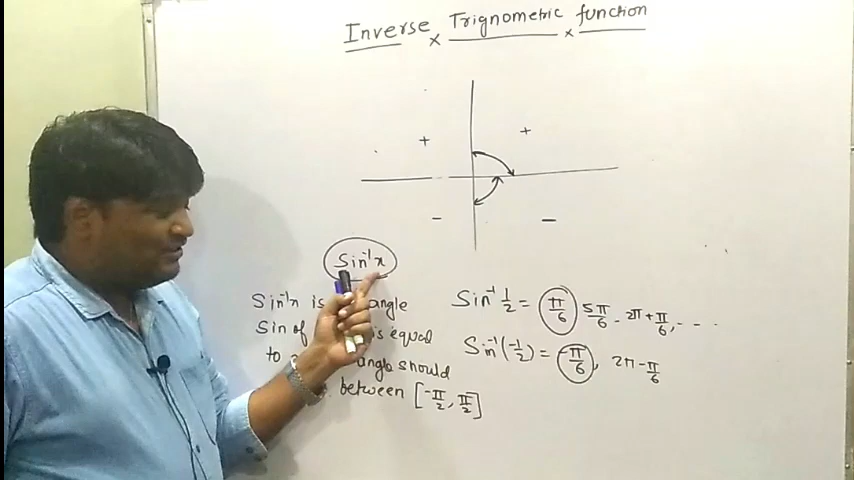 Inverse Trignometric function
+ +
- -
Sin⁻¹x
Sin⁻¹x is angle
Sin of is equal
to angle should
between [-π/2, π/2]
Sin⁻¹ 1/2 = π/6, 5π/6, 2π + π/6, ----
Sin⁻¹(-1/2) = -π/6, 2π - π/6